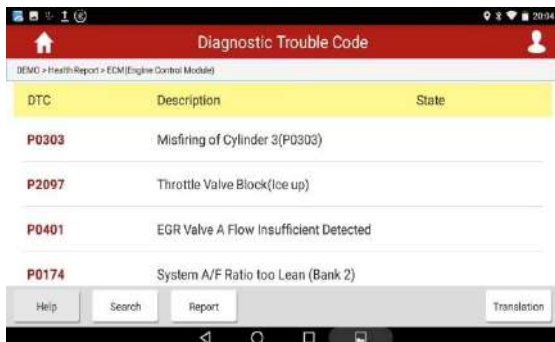 20:04
Diagnostic Trouble Code
DEMO > Health Report > ECM(Engine Control Module)
DTC Description State
P0303 Misfiring of Cylinder 3(P0303)
P2097 Throttle Valve Block(Ice up)
P0401 EGR Valve A Flow Insufficient Detected
P0174 System A/F Ratio too Lean (Bank 2)
Help Search Report Translation